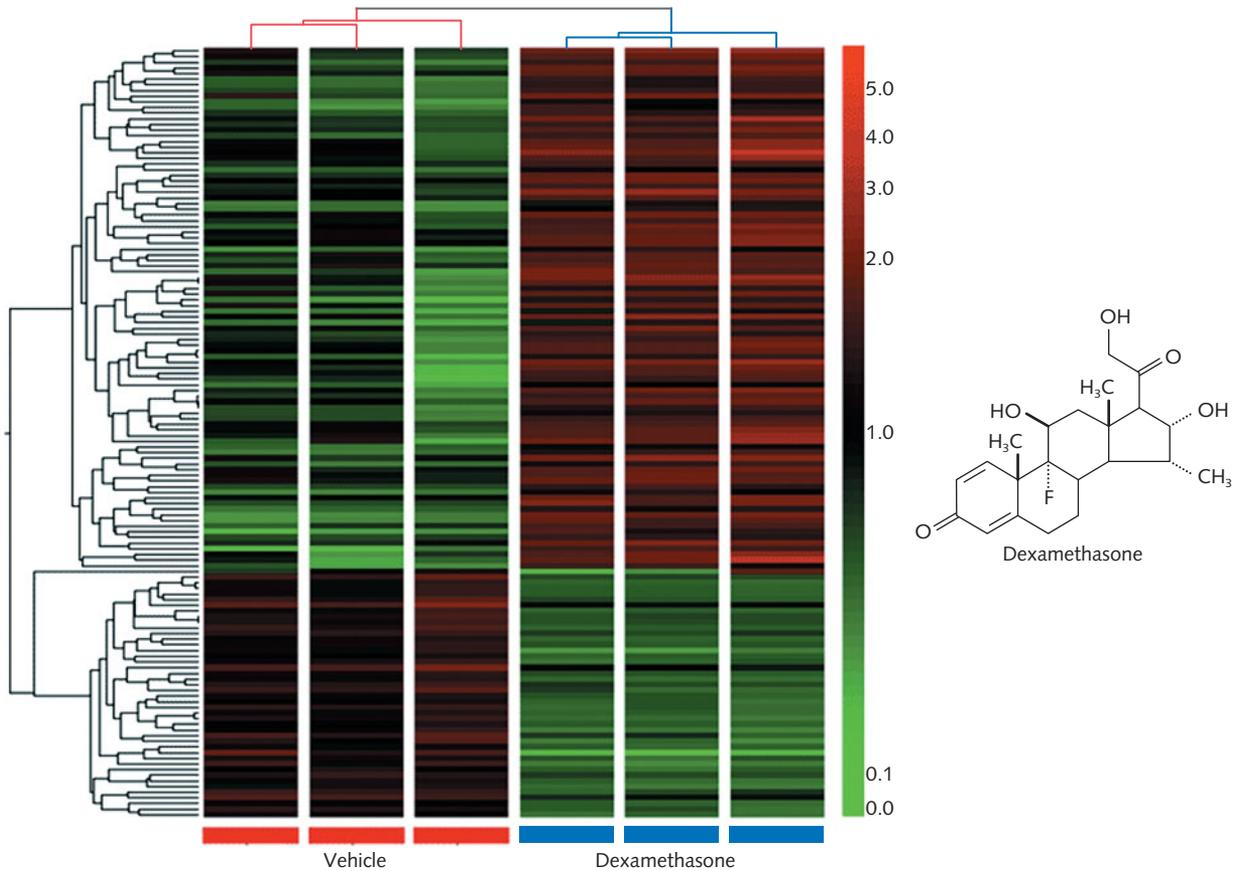 5.0
4.0
3.0
2.0
1.0
0.1
0.0
OH
O
H₃C
HO
OH
H₃C
CH₃
F
O
Dexamethasone
Vehicle
Dexamethasone